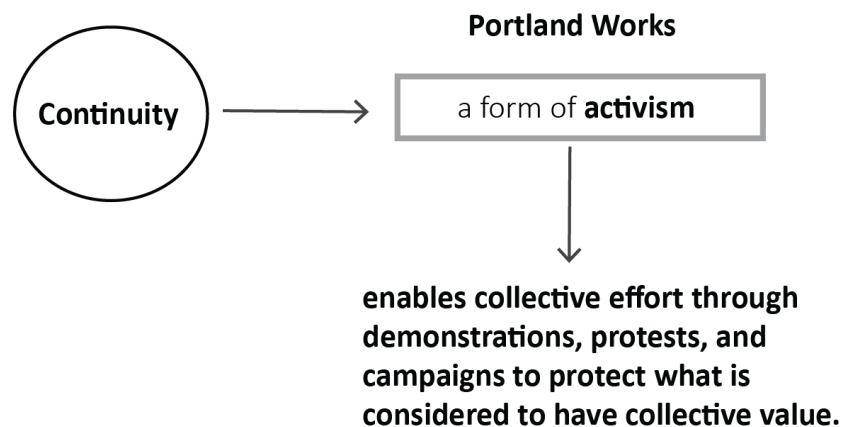 Portland Works
Continuity
a form of activism
enables collective effort through
demonstrations, protests, and
campaigns to protect what is
considered to have collective value.